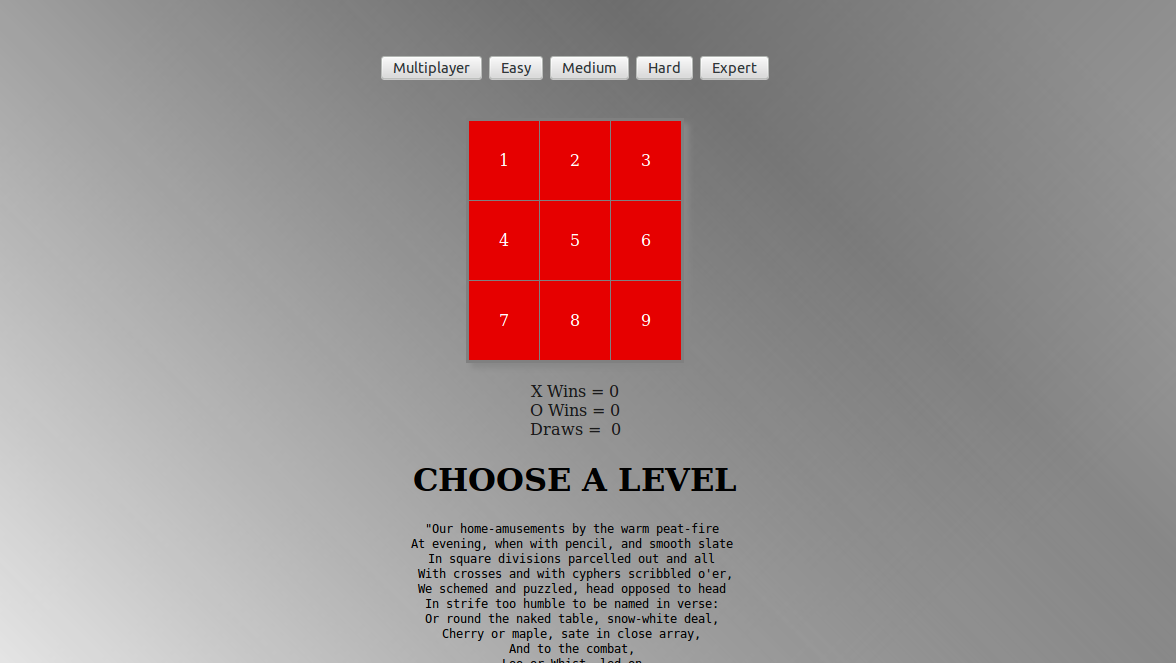 Multiplayer Easy Medium Hard Expert
1 2 3
4 5 6
7 8 9
X Wins = 0
O Wins = 0
Draws = 0
CHOOSE A LEVEL
"Our home-amusements by the warm peat-fire
At evening, when with pencil, and smooth slate
In square divisions parcelled out and all
With crosses and with cyphers scribbled o'er,
We schemed and puzzled, head opposed to head
In strife too humble to be named in verse:
Or round the naked table, snow-white deal,
Cherry or maple, sate in close array,
And to the combat,